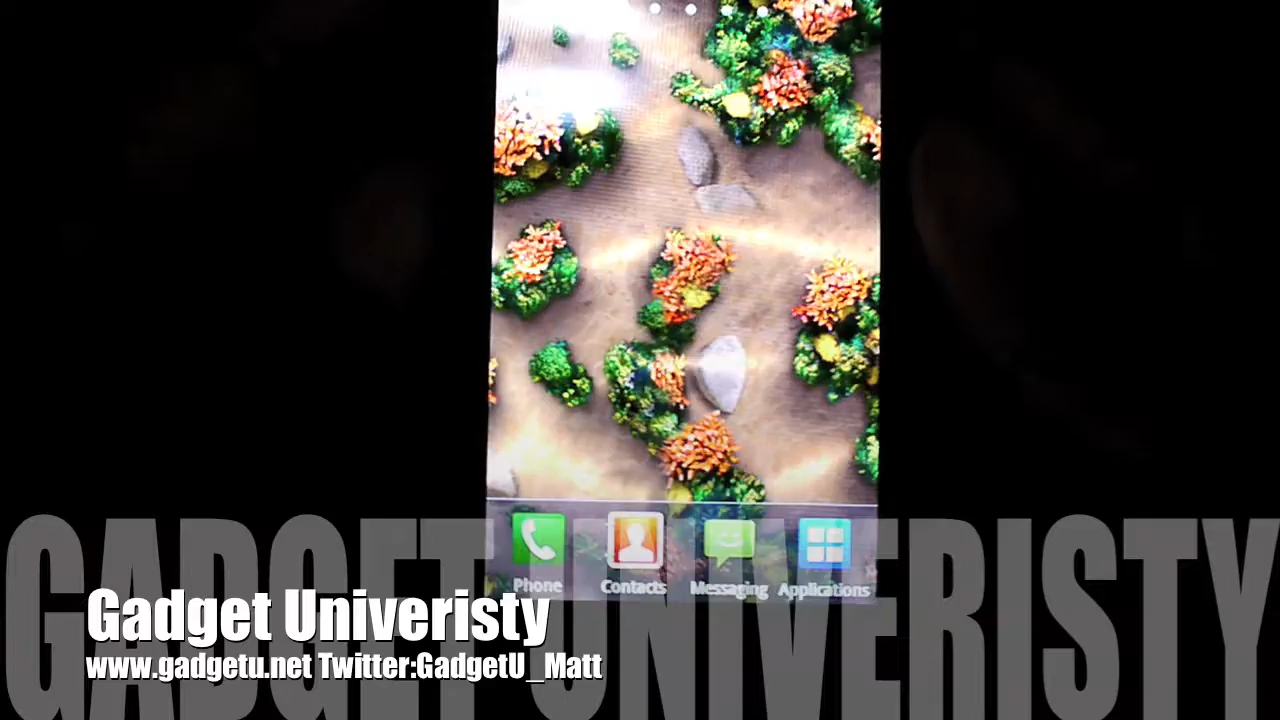 Phone Contacts Messaging Applications
GADGET UNIVERISTY
Gadget Univeristy
www.gadgetu.net Twitter:GadgetU_Matt